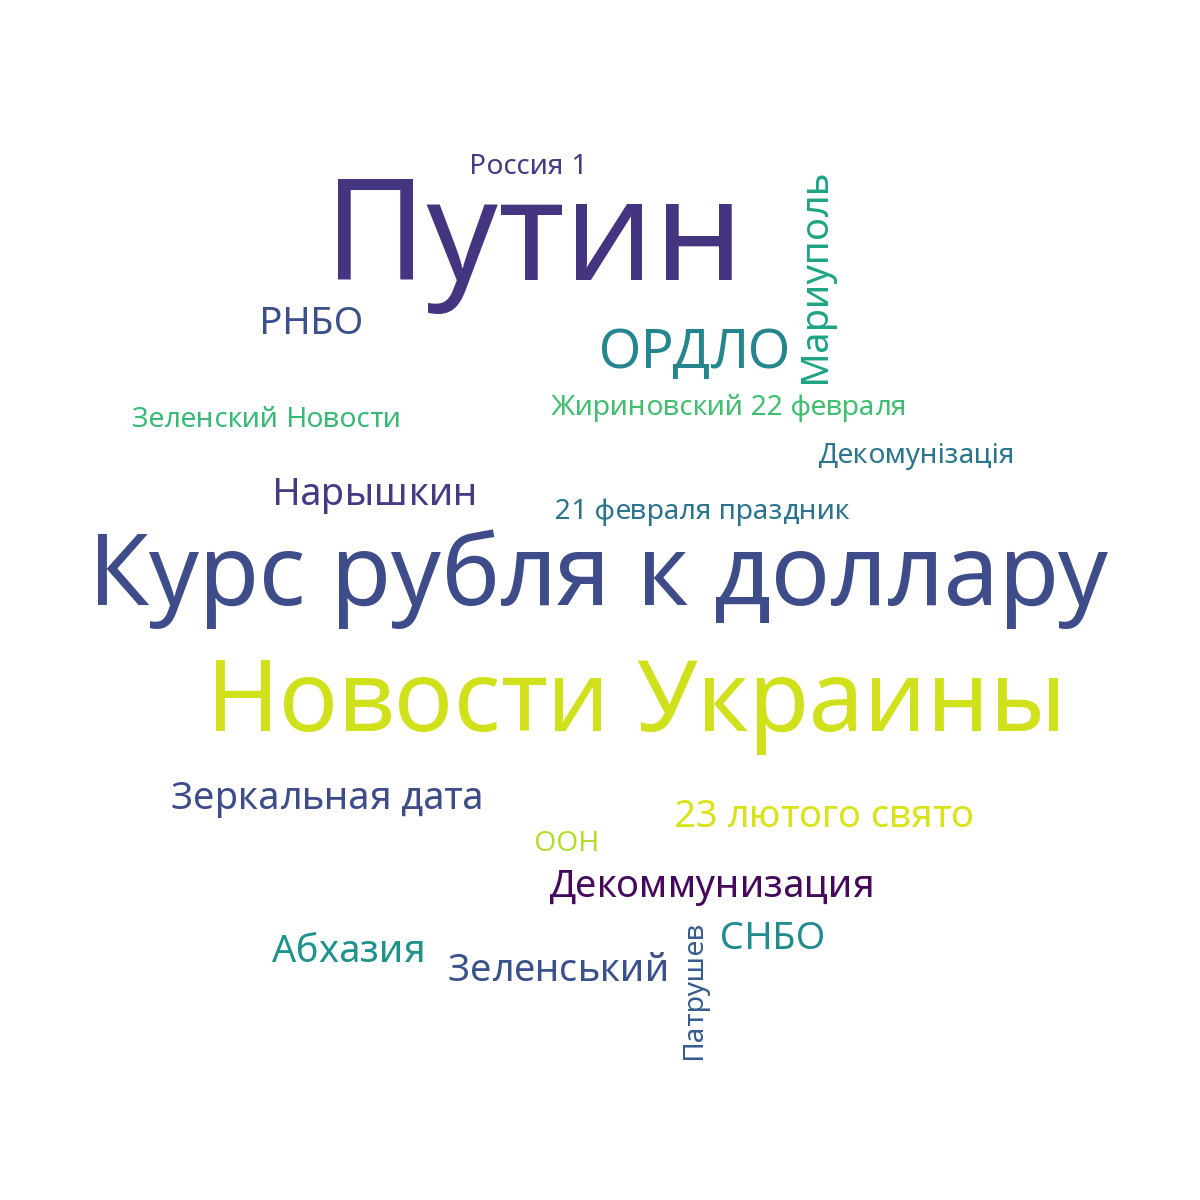 Россия 1
Путин
Мариуполь
РНБО
ОРДЛО
Жириновский 22 февраля
Зеленский Новости
Декомунізація
Нарышкин
21 февраля праздник
Курс рубля к доллару
Новости Украины
Зеркальная дата
23 лютого свято
ООН
Декоммунизация
СНБО
Абхазия
Зеленський
Патрушев